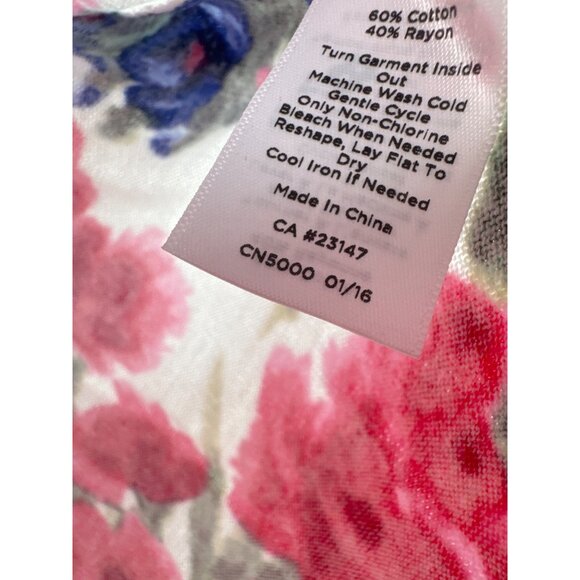 60% Cotton
40% Rayon
Turn Garment Inside
Out
Machine Wash Cold
Gentle Cycle
Only Non-Chlorine
Bleach When Needed
Reshape, Lay Flat To
Dry
Cool Iron If Needed
Made In China
CA #23147
CN5000 01/16